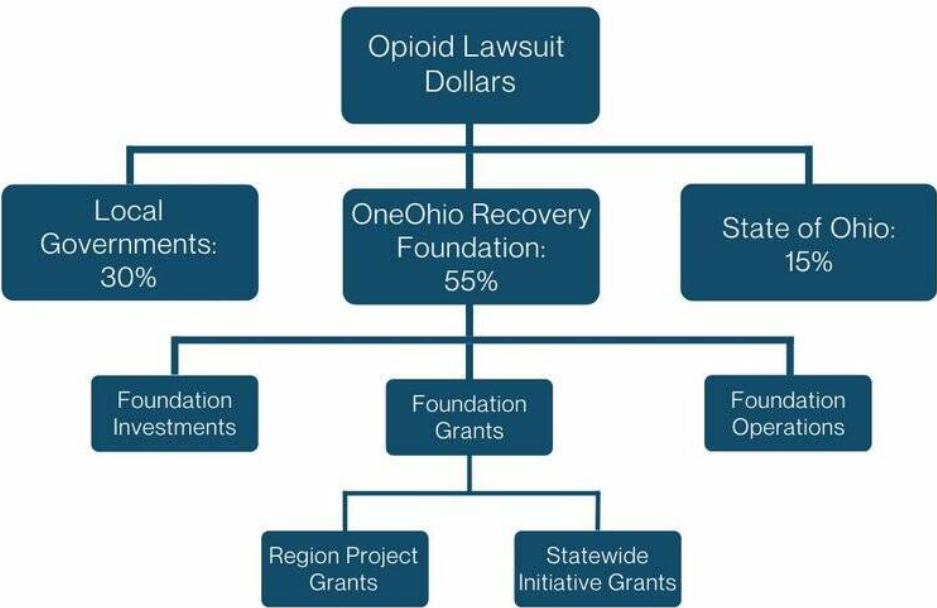 Opioid Lawsuit
Dollars
Local
Governments:
30%
OneOhio Recovery
Foundation:
55%
State of Ohio:
15%
Foundation
Investments
Foundation
Grants
Foundation
Operations
Region Project
Grants
Statewide
Initiative Grants